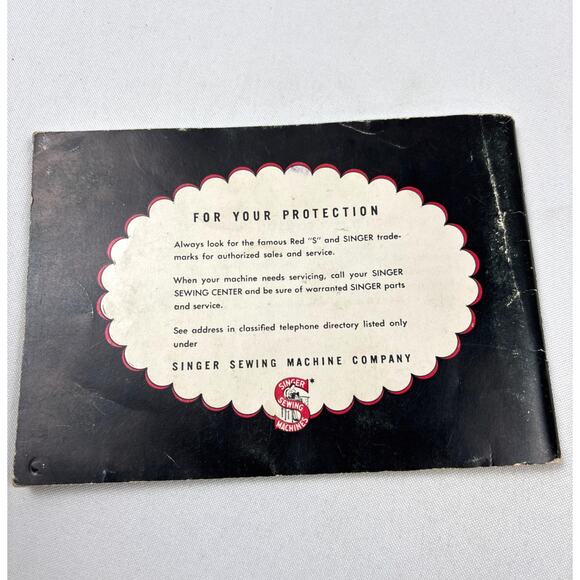 FOR YOUR PROTECTION
Always look for the famous Red "S" and SINGER trade-
marks for authorized sales and service.
When your machine needs servicing, call your SINGER
SEWING CENTER and be sure of warranted SINGER parts
and service.
See address in classified telephone directory listed only
under
SINGER SEWING MACHINE COMPANY
SINGER *
SEWING
MACHINES